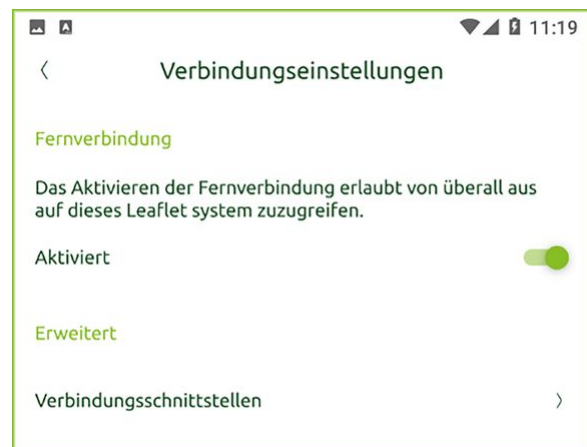 11:19
Verbindungseinstellungen
Fernverbindung
Das Aktivieren der Fernverbindung erlaubt von überall aus
auf dieses Leaflet system zuzugreifen.
Aktiviert
Erweitert
Verbindungsschnittstellen